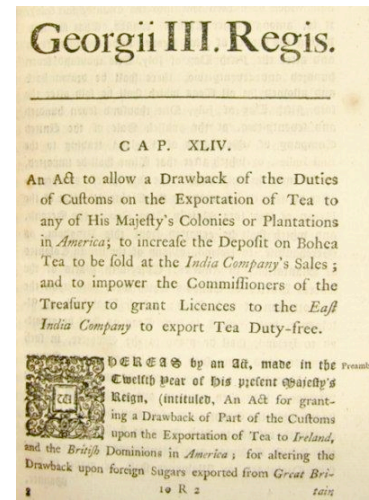 Georgii III. Regis.
CAP. XLIV.
An Act to allow a Drawback of the Duties
of Cuſtoms on the Exportation of Tea to
any of His Majeſty's Colonies or Plantations
in America; to increaſe the Depoſit on Bohea
Tea to be ſold at the India Company's Sales;
and to impower the Commiſſioners of the
Treaſury to grant Licences to the Eaſt
India Company to export Tea Duty-free.
WHEREAS by an Act, made in the Preamb
Twelfth Year of His preſent Majeſty's
Reign, (intituled, An Act for grant-
ing a Drawback of Part of the Cuſtoms
upon the Exportation of Tea to Ireland,
and the Britiſh Dominions in America; for altering the
Drawback upon foreign Sugars exported from Great Bri-
10 R 2 tain